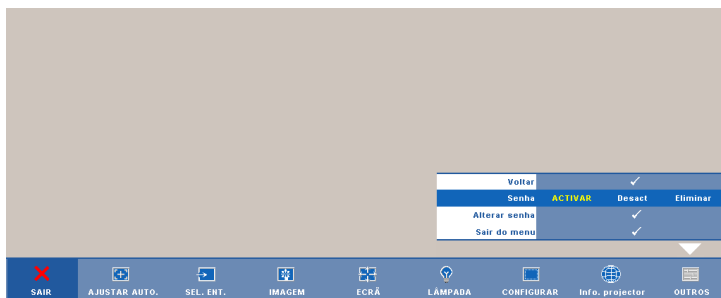 Voltar
Senha ACTIVAR Desact Eliminar
Alterar senha
Sair do menu
SAIR AJUSTAR AUTO. SEL. ENT. IMAGEM ECRÃ LÂMPADA CONFIGURAR Info. projector OUTROS